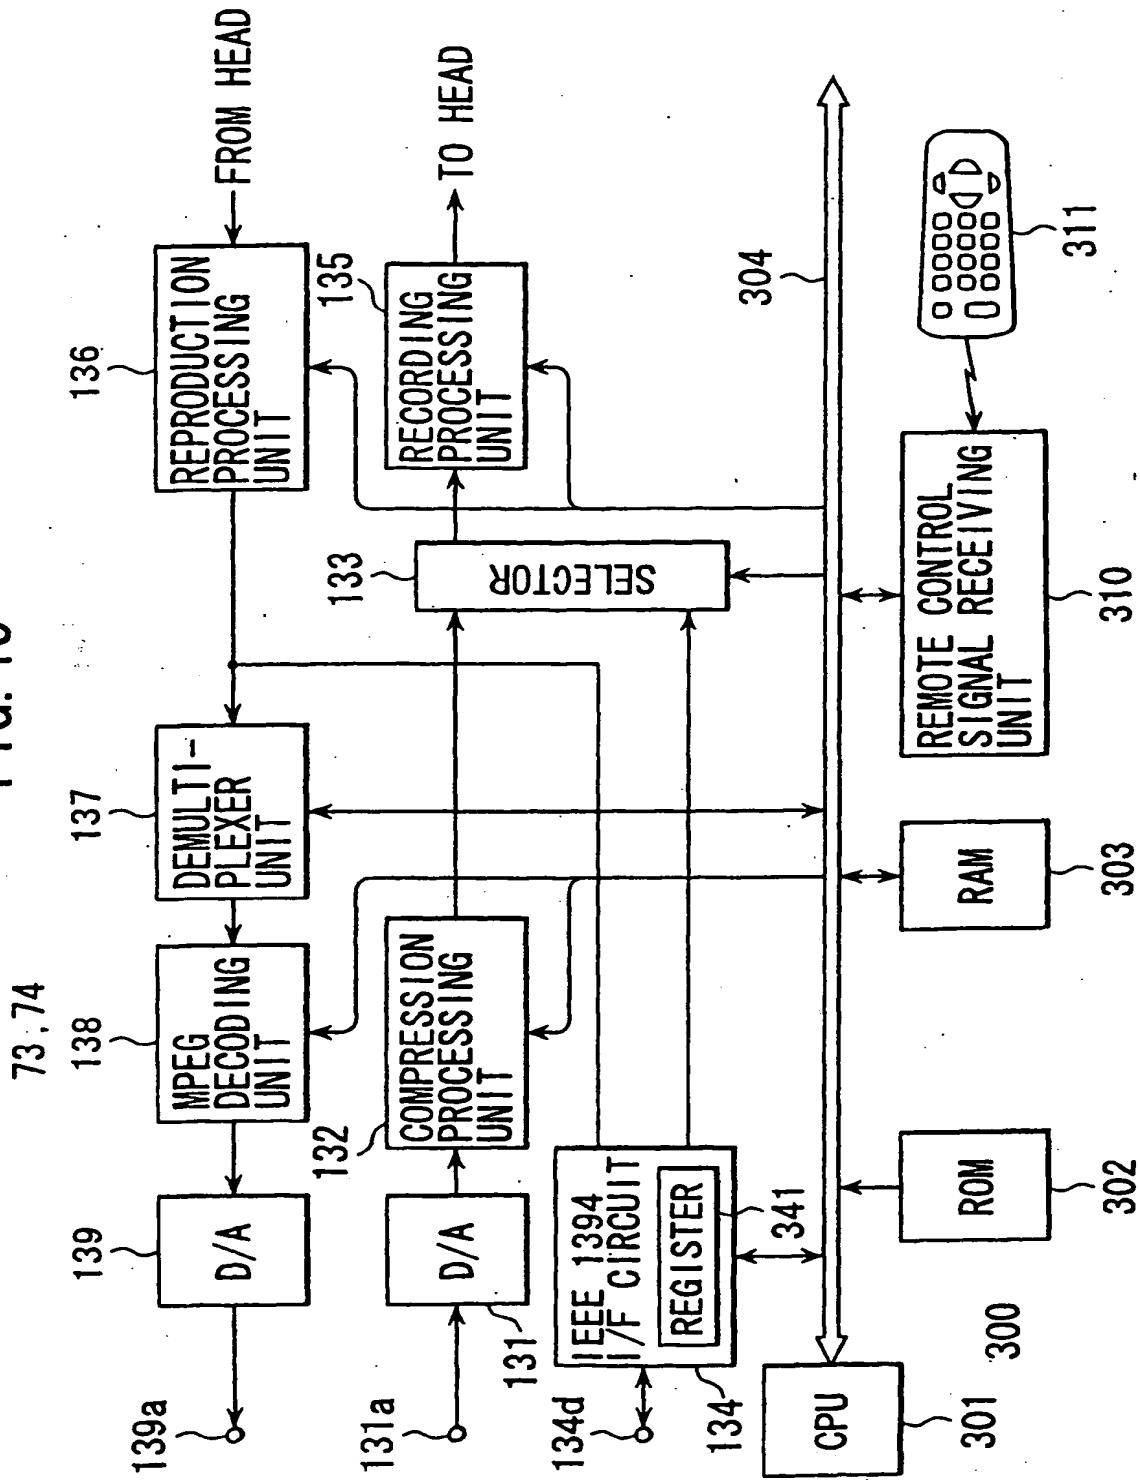 FIG.
73,74
139
138
137
136
139a
D/A
MPEG
DECODING
UNIT
DEMULTI-
PLEXER
UNIT
REPRODUCTION
PROCESSING
UNIT
FROM HEAD
132
133
135
131a
D/A
COMPRESSION
PROCESSING
UNIT
SELECTOR
RECORDING
PROCESSING
UNIT
TO HEAD
131
134d
IEEE 1394
I/F CIRCUIT
REGISTER
341
134
304
CPU
ROM
RAM
REMOTE CONTROL
SIGNAL RECEIVING
UNIT
301
300
302
303
310
311